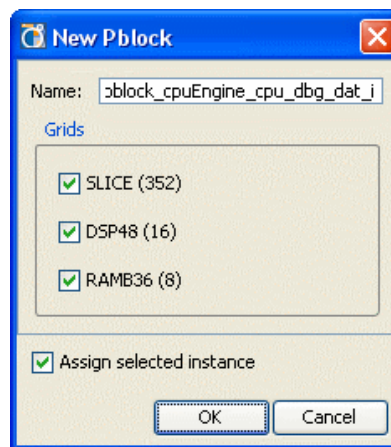 New Pblock
Name: pblock_cpuEngine_cpu_dbg_dat_i
Grids
SLICE (352)
DSP48 (16)
RAMB36 (8)
Assign selected instance
OK Cancel